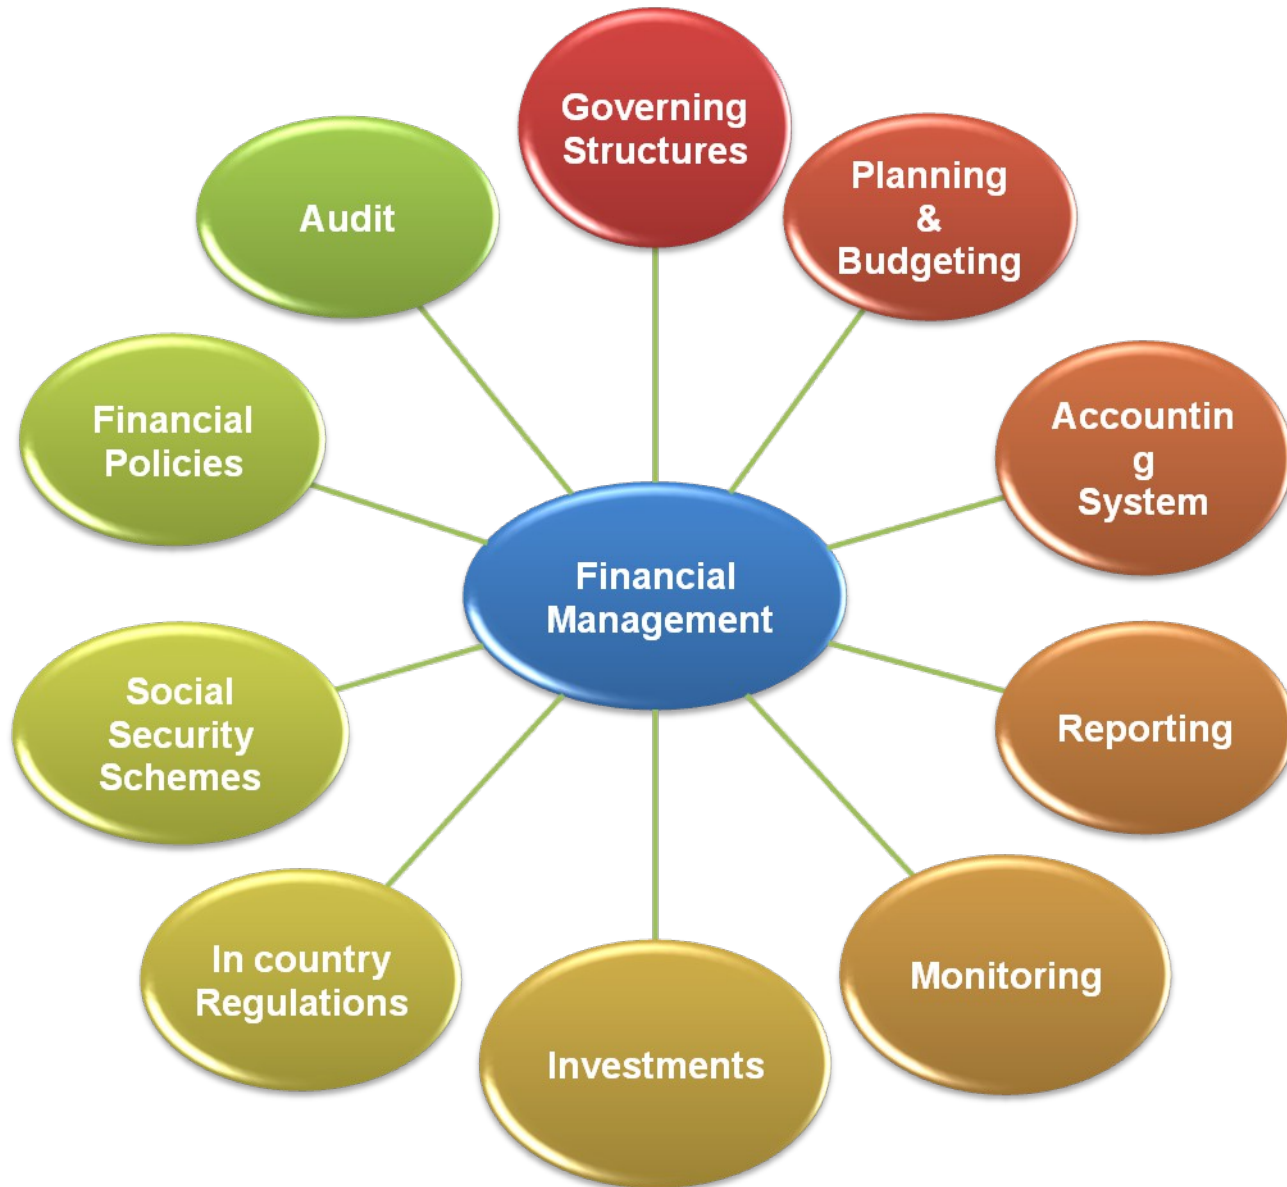 Governing
Structures
Planning
&
Budgeting
Accountin
g
System
Reporting
Monitoring
Investments
In country
Regulations
Social
Security
Schemes
Financial
Policies
Audit
Financial
Management